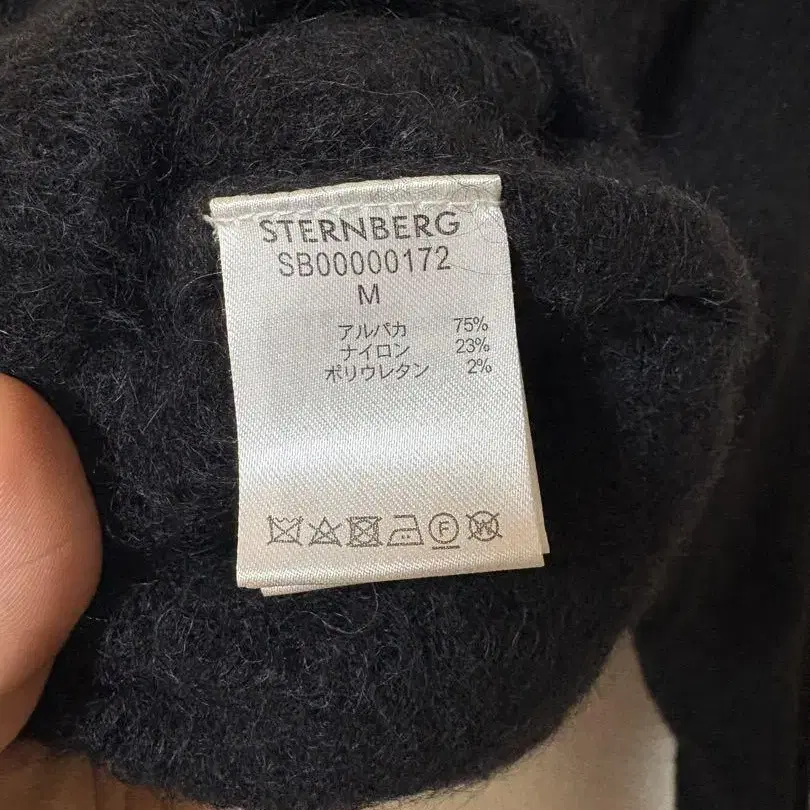 STERNBERG
SB00000172
M
アルパカ 75%
ナイロン 23%
ポリウレタン 2%
F W